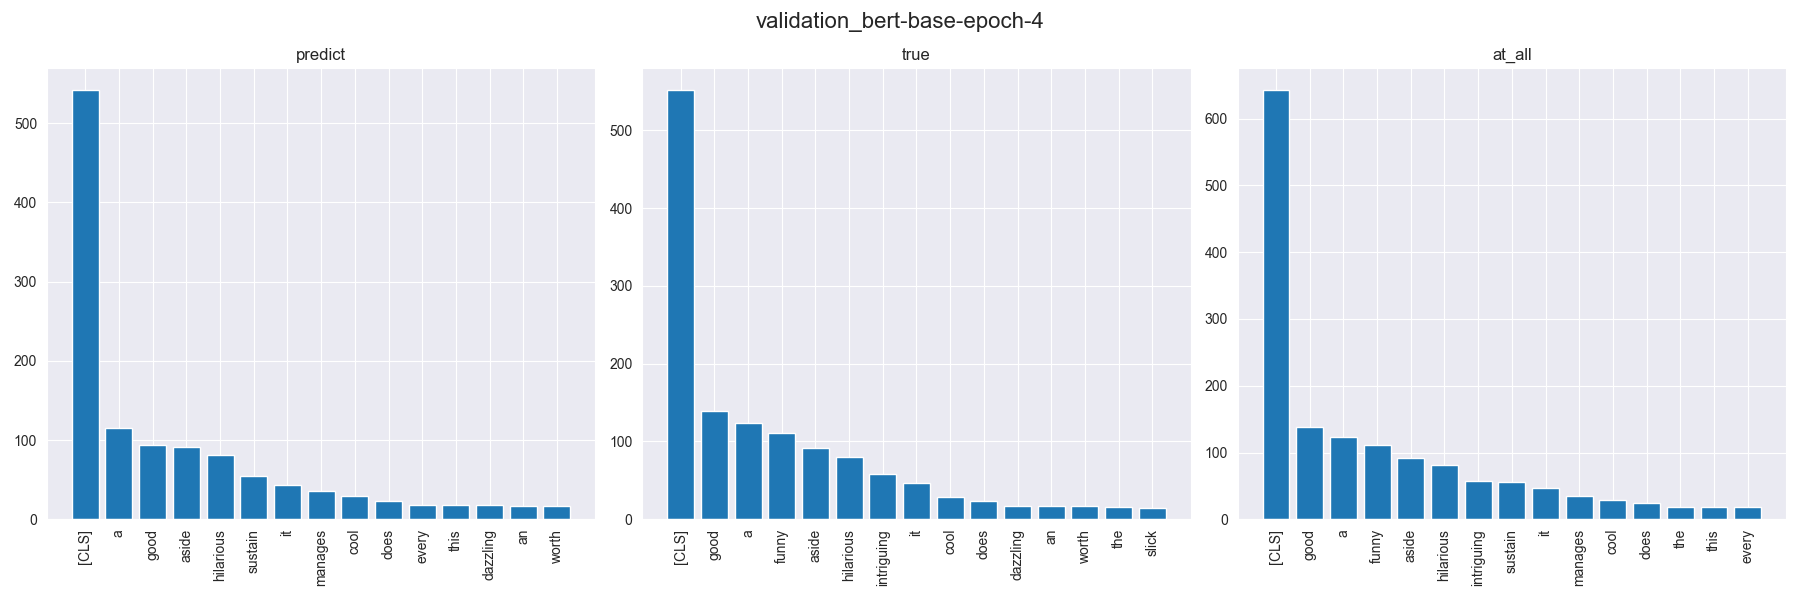 validation_bert-base-epoch-4
predict
500
400
300
200
100
0
[CLS]
a
good
aside
hilarious
sustain
it
manages
cool
does
every
this
dazzling
an
worth
true
500
400
300
200
100
0
[CLS]
good
a
funny
aside
hilarious
intriguing
it
cool
does
dazzling
an
worth
the
slick
at_all
600
500
400
300
200
100
0
[CLS]
good
a
funny
aside
hilarious
intriguing
sustain
it
manages
cool
does
the
this
every